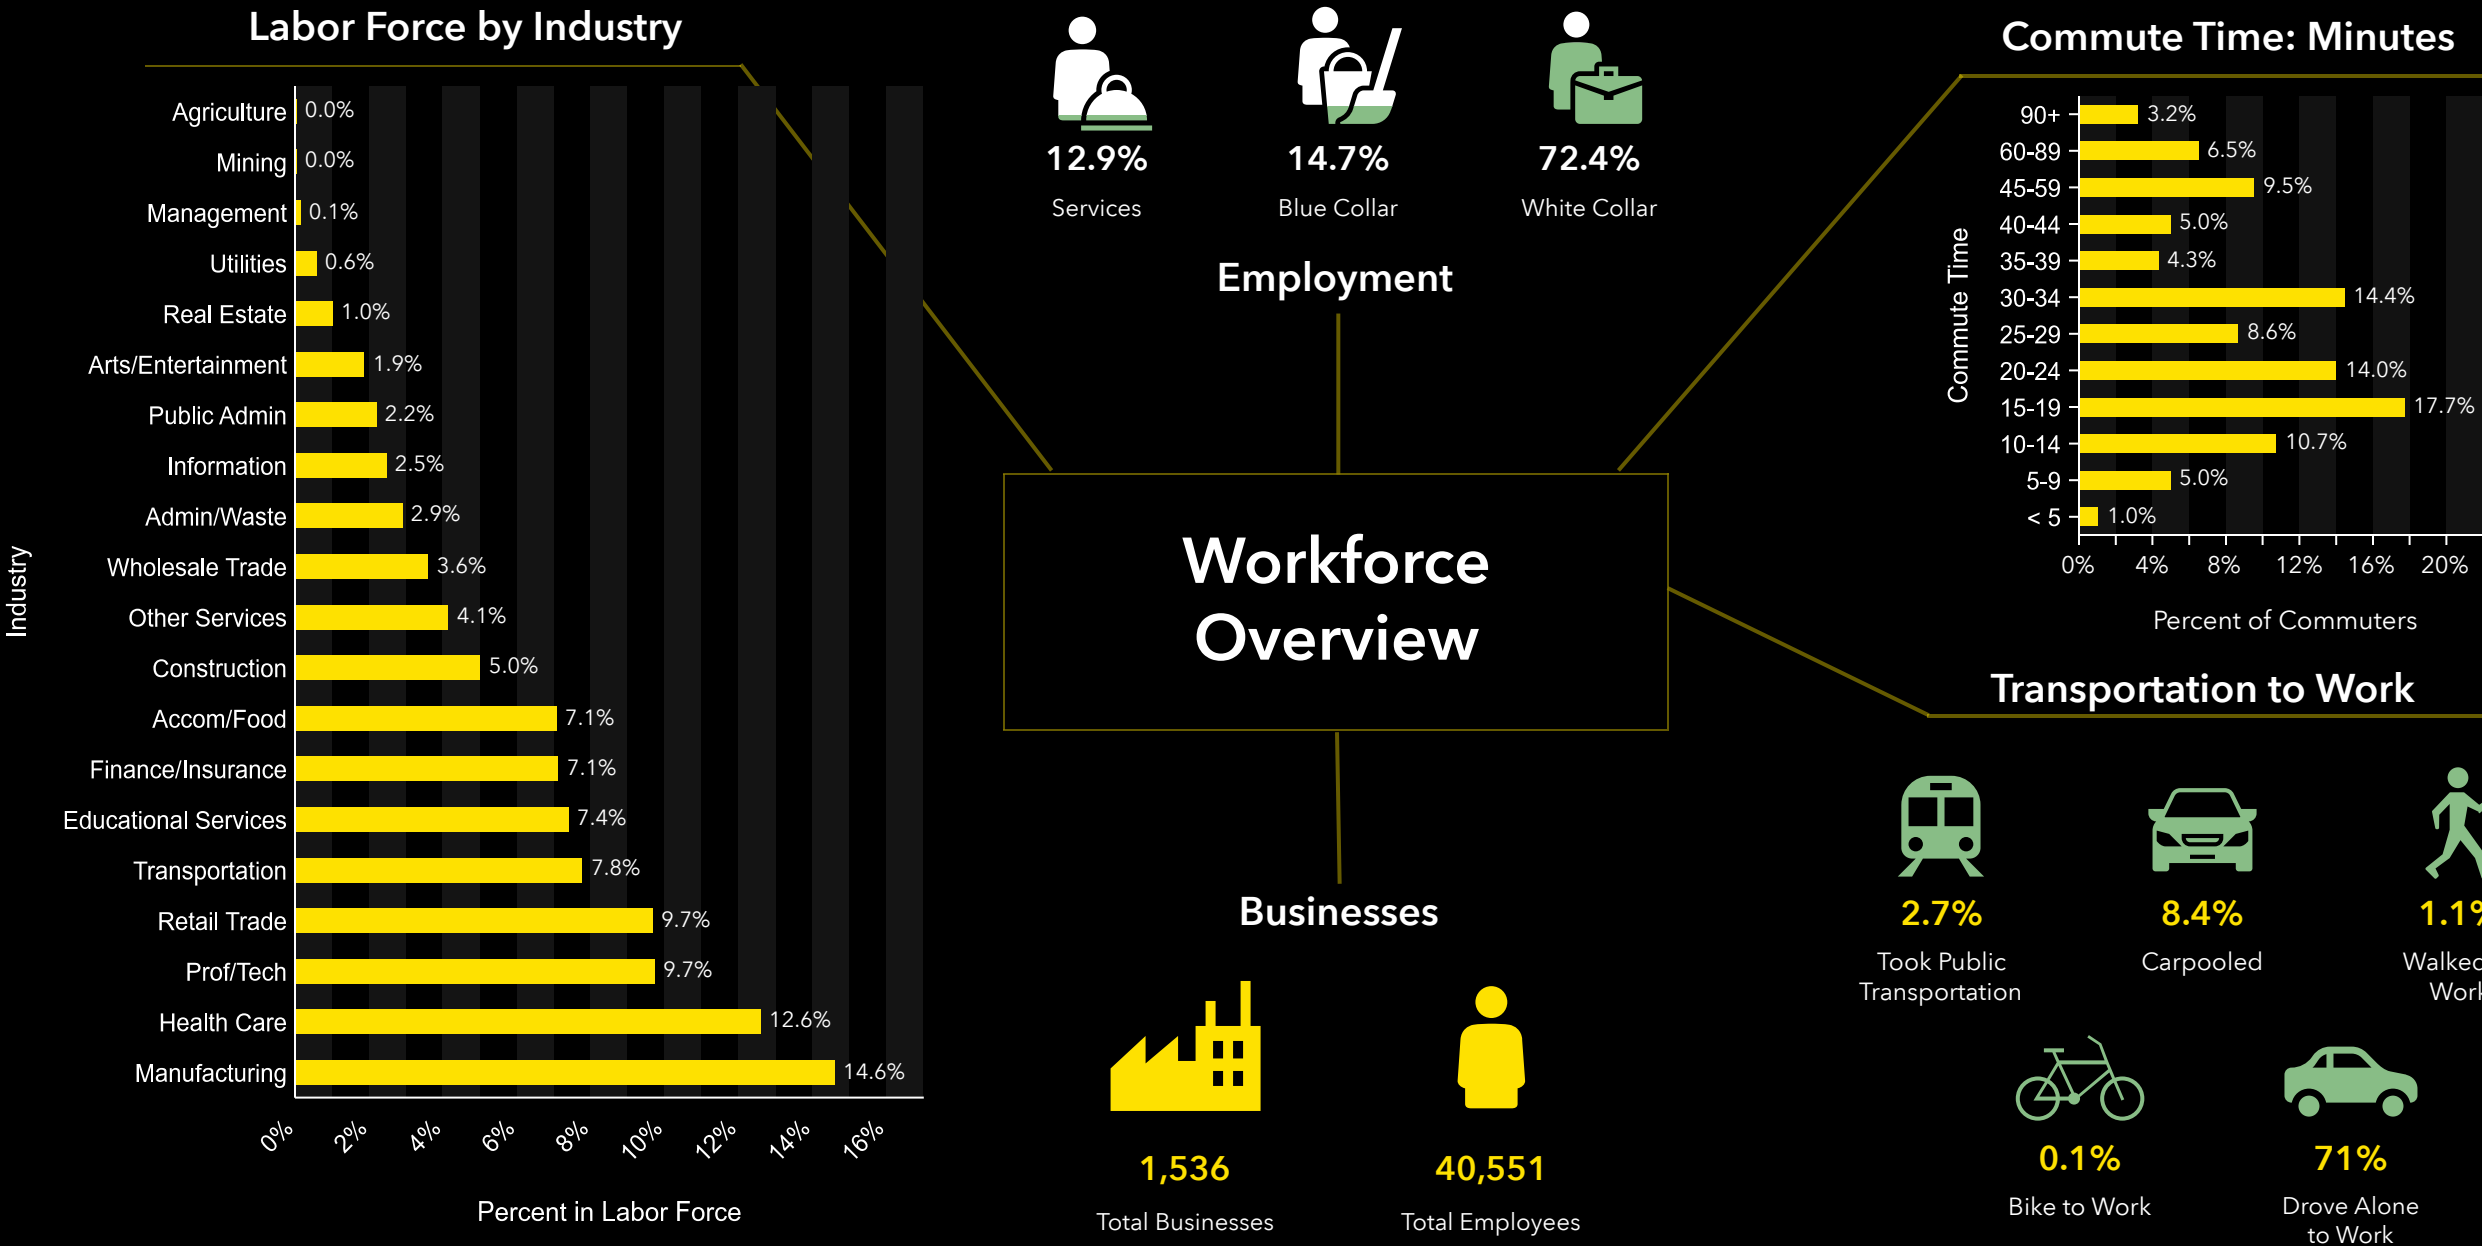 Labor Force by Industry
Industry
Agriculture 0.0%
Mining 0.0%
Management 0.1%
Utilities 0.6%
Real Estate 1.0%
Arts/Entertainment 1.9%
Public Admin 2.2%
Information 2.5%
Admin/Waste 2.9%
Wholesale Trade 3.6%
Other Services 4.1%
Construction 5.0%
Accom/Food 7.1%
Finance/Insurance 7.1%
Educational Services 7.4%
Transportation 7.8%
Retail Trade 9.7%
Prof/Tech 9.7%
Health Care 12.6%
Manufacturing 14.6%
0% 2% 4% 6% 8% 10% 12% 14% 16%
Percent in Labor Force
12.9% 14.7% 72.4%
Services Blue Collar White Collar
Employment
Workforce
Overview
Businesses
1,536 40,551
Total Businesses Total Employees
Commute Time: Minutes
Commute Time
90+ 3.2%
60-89 6.5%
45-59 9.5%
40-44 5.0%
35-39 4.3%
30-34 14.4%
25-29 8.6%
20-24 14.0%
15-19 17.7%
10-14 10.7%
5-9 5.0%
< 5 1.0%
0% 4% 8% 12% 16% 20%
Percent of Commuters
Transportation to Work
2.7% 8.4% 1.1%
Took Public Carpooled Walked
Transportation Work
0.1% 71%
Bike to Work Drove Alone
to Work